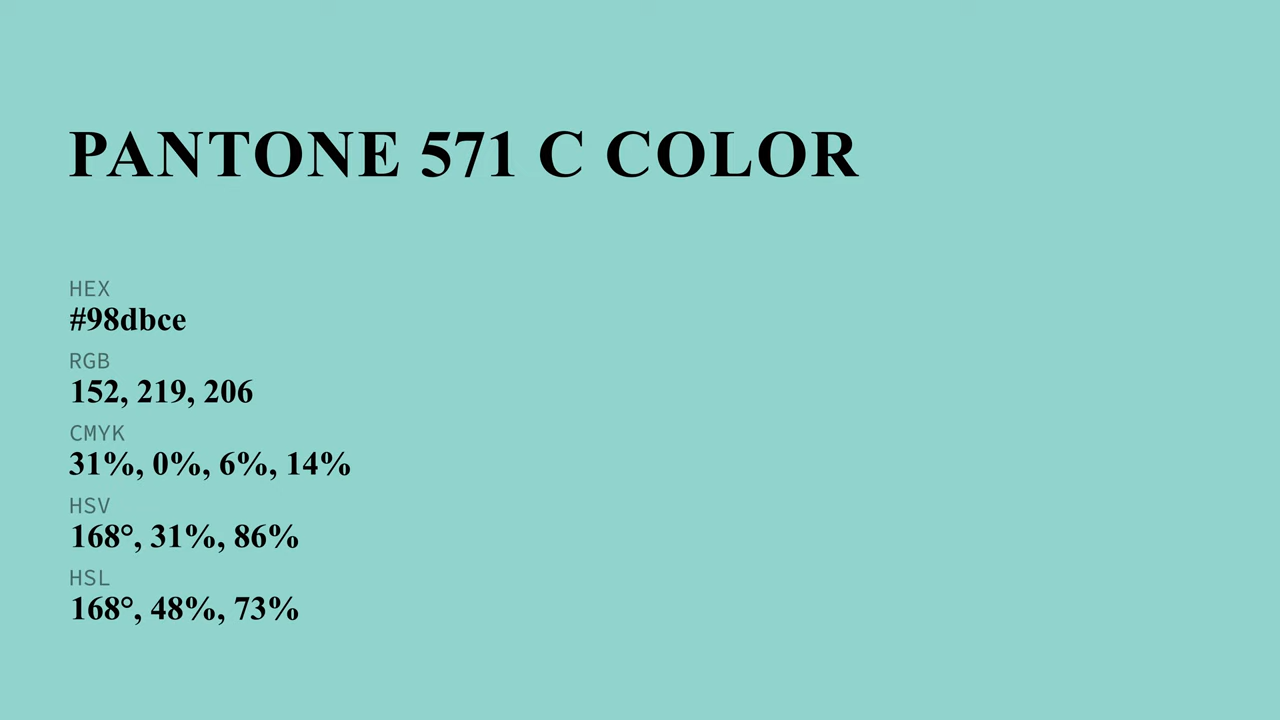 PANTONE 571 C COLOR
HEX
#98dbce
RGB
152, 219, 206
CMYK
31%, 0%, 6%, 14%
HSV
168°, 31%, 86%
HSL
168°, 48%, 73%